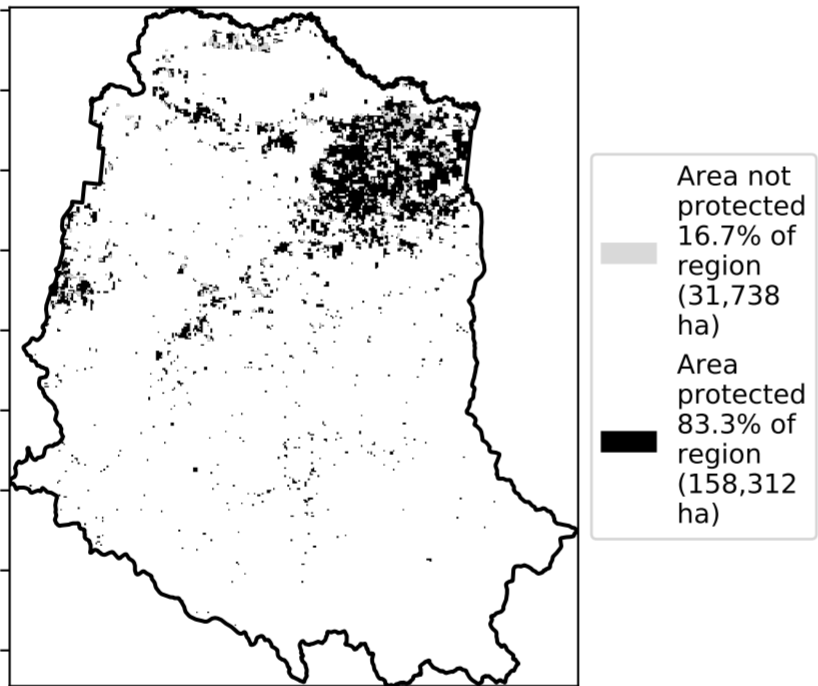 Area not
protected
16.7% of
region
(31,738
ha)
Area
protected
83.3% of
region
(158,312
ha)